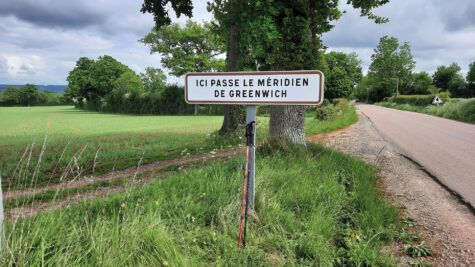 ICI PASSE LE MÉRIDIEN
DE GREENWICH